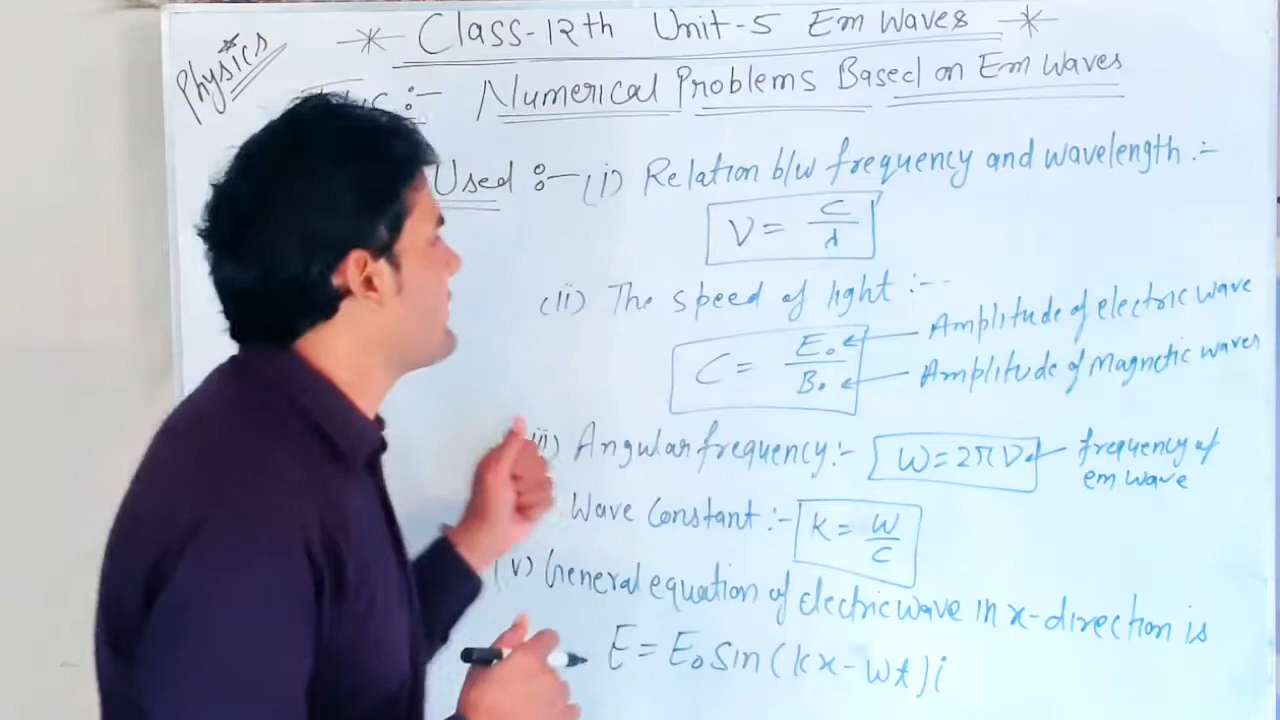 Physics
* Class-12th Unit-5 Em Waves *
:- Numerical Problems Based on Em Waves
Used :- (i) Relation b/w frequency and wavelength :-
ν = c/λ
(ii) The speed of light :--
C = E₀/B₀
Amplitude of electric wave
Amplitude of Magnetic waves
iii) Angular frequency :- W = 2πν frequency of em wave
Wave Constant :- K = W/C
(v) General equation of electric wave in x-direction is
E = E₀ Sin (kx - wt) i